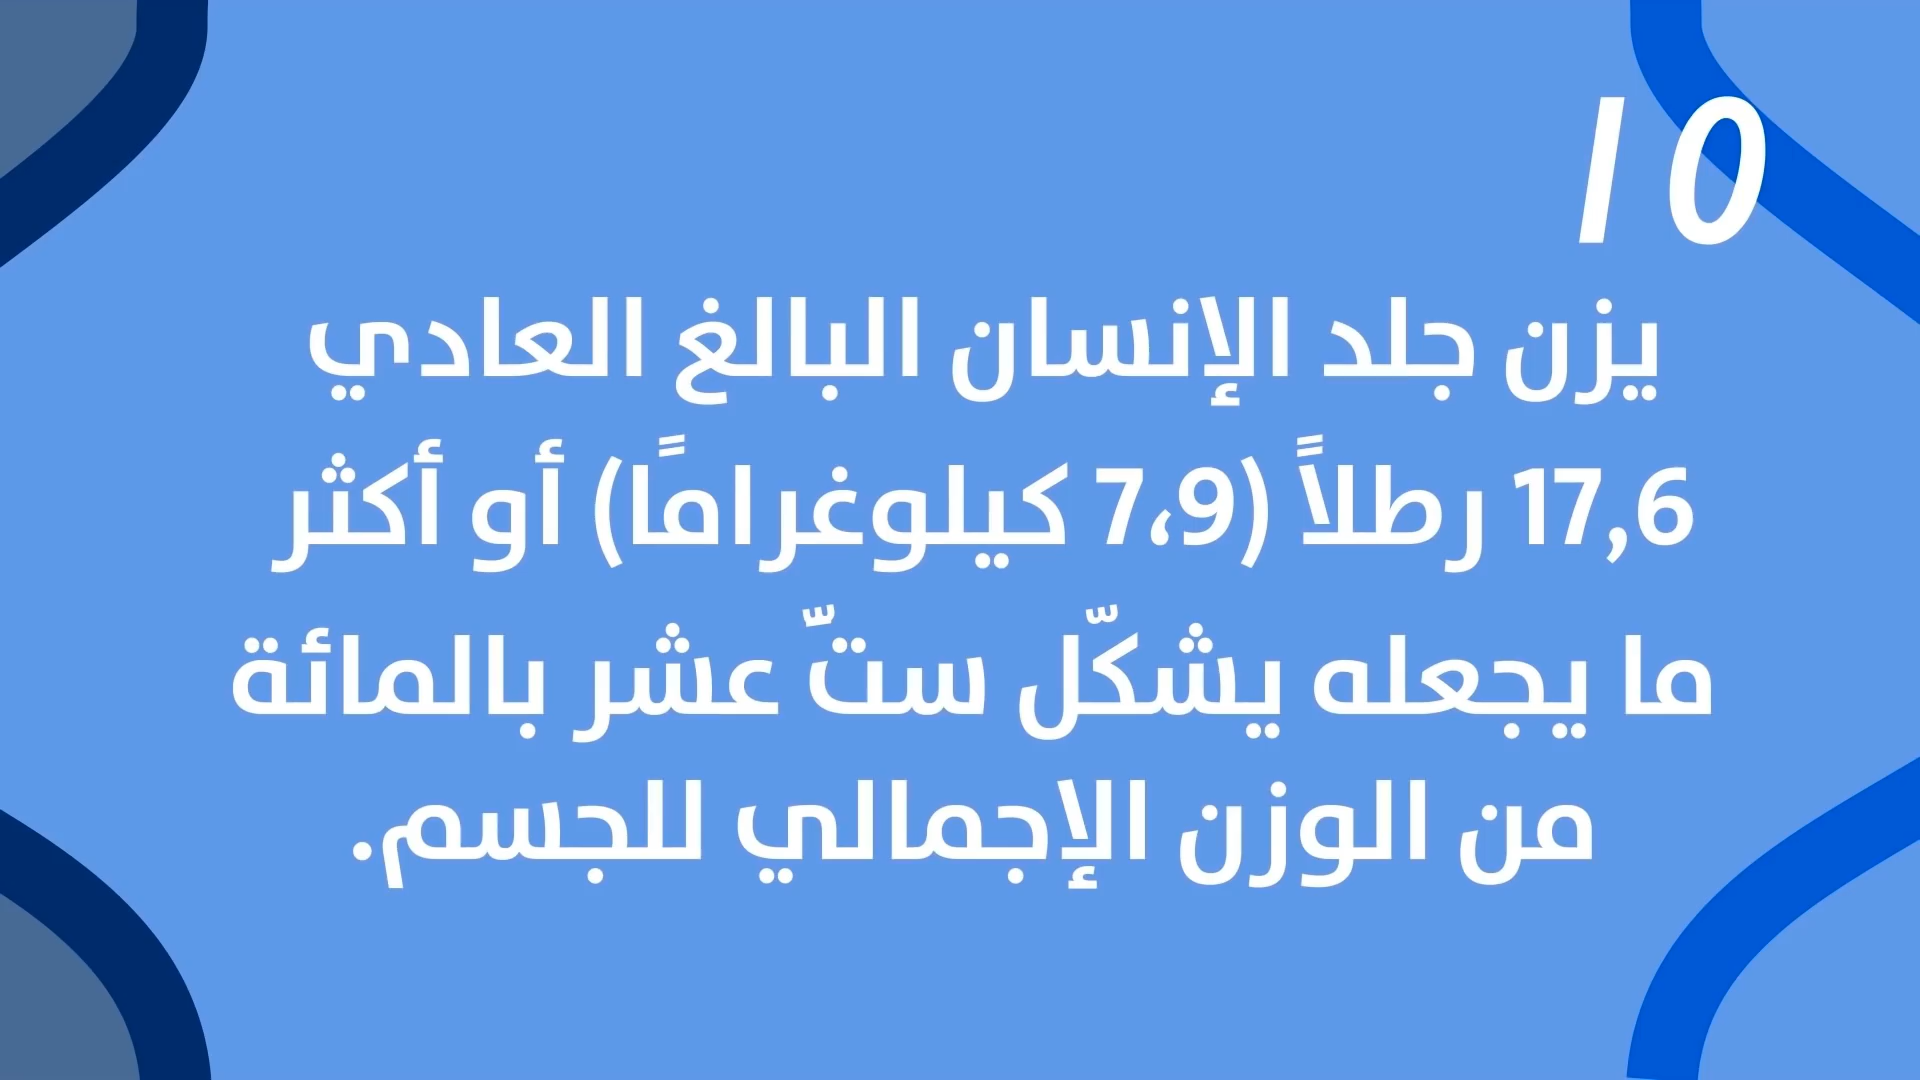 10
يزن جلد الإنسان البالغ العادي
17,6 رطلاً (7،9 كيلوغرامًا) أو أكثر
ما يجعله يشكّل ستّ عشر بالمائة
من الوزن الإجمالي للجسم.